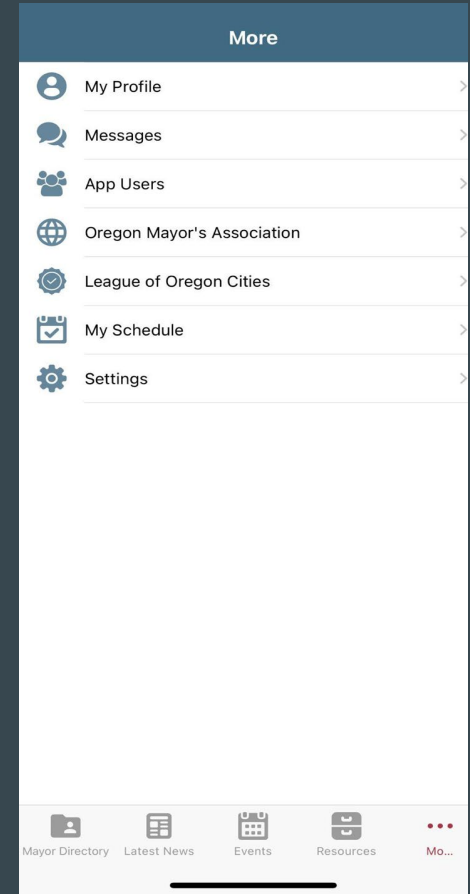 More
My Profile
Messages
App Users
Oregon Mayor's Association
League of Oregon Cities
My Schedule
Settings
Mayor Directory Latest News Events Resources Mo...